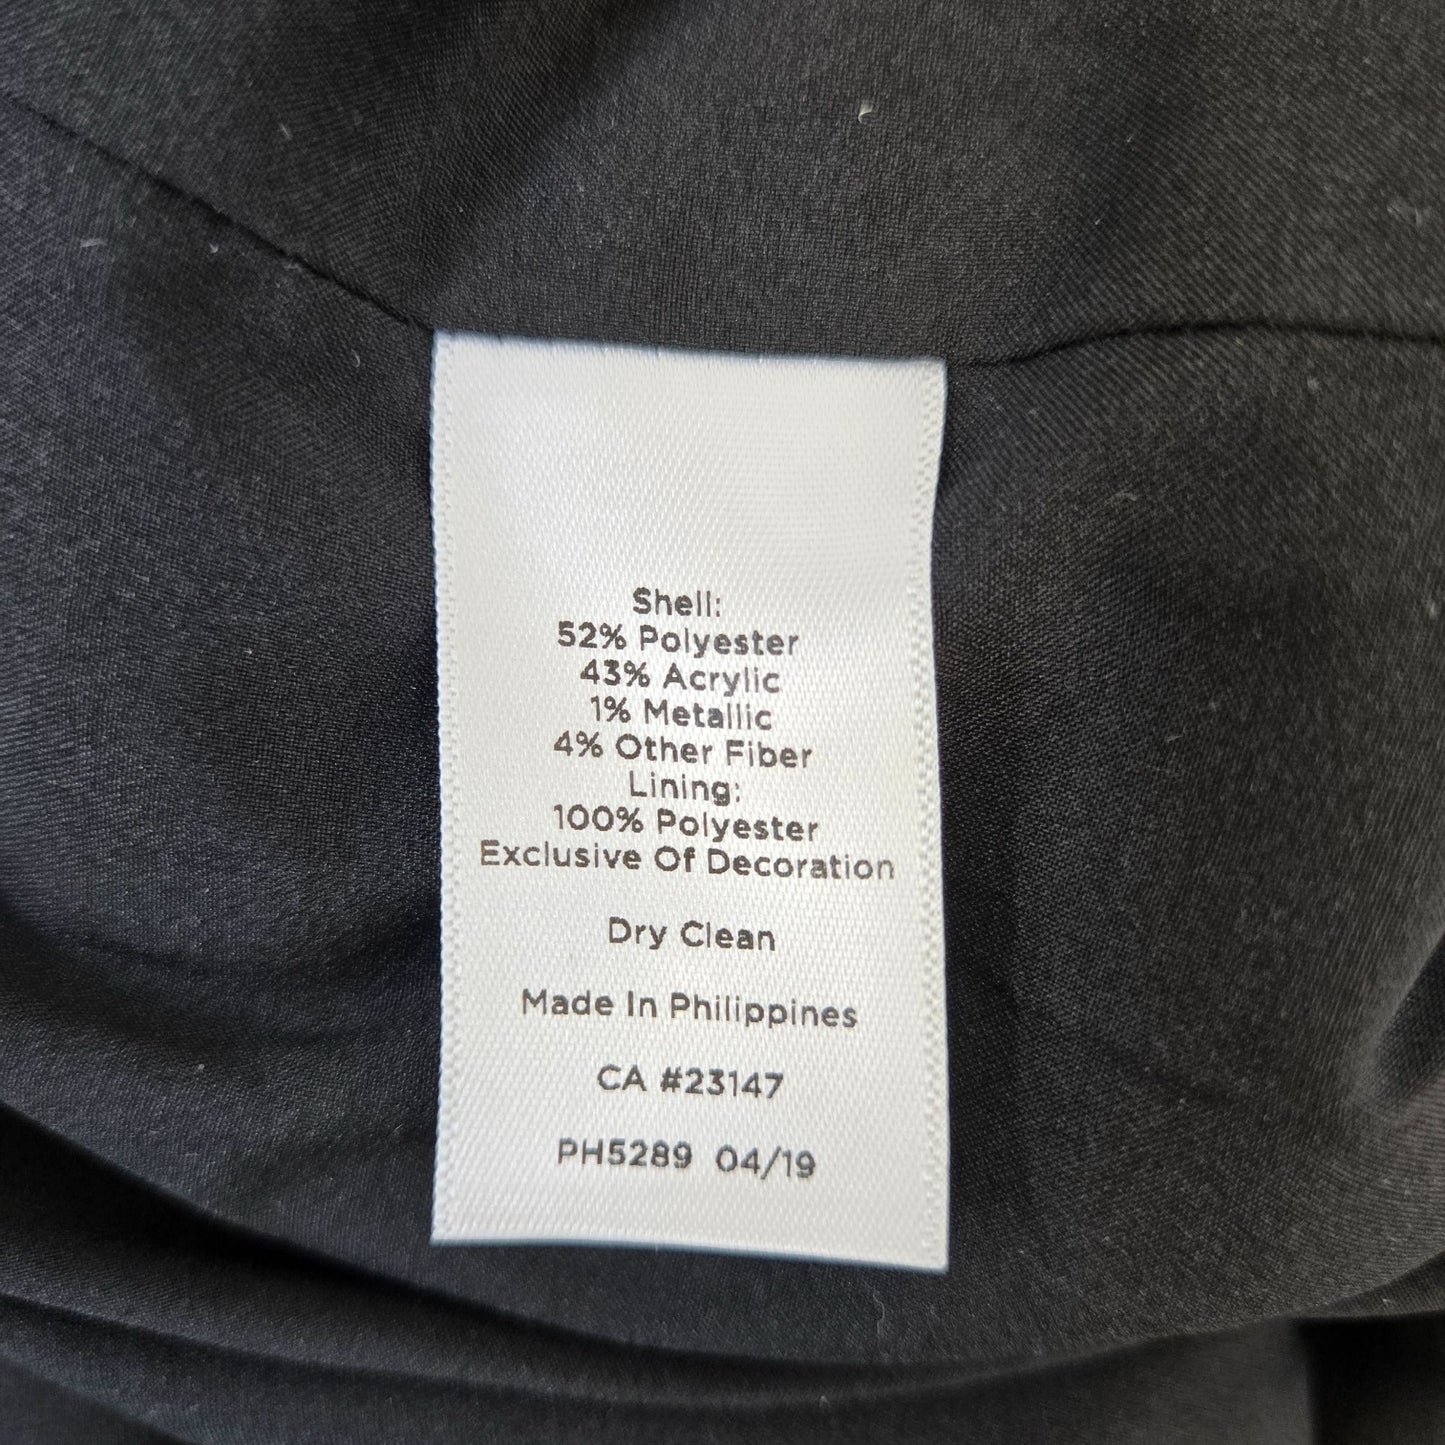 Shell:
52% Polyester
43% Acrylic
1% Metallic
4% Other Fiber
Lining:
100% Polyester
Exclusive Of Decoration
Dry Clean
Made In Philippines
CA #23147
PH5289 04/19